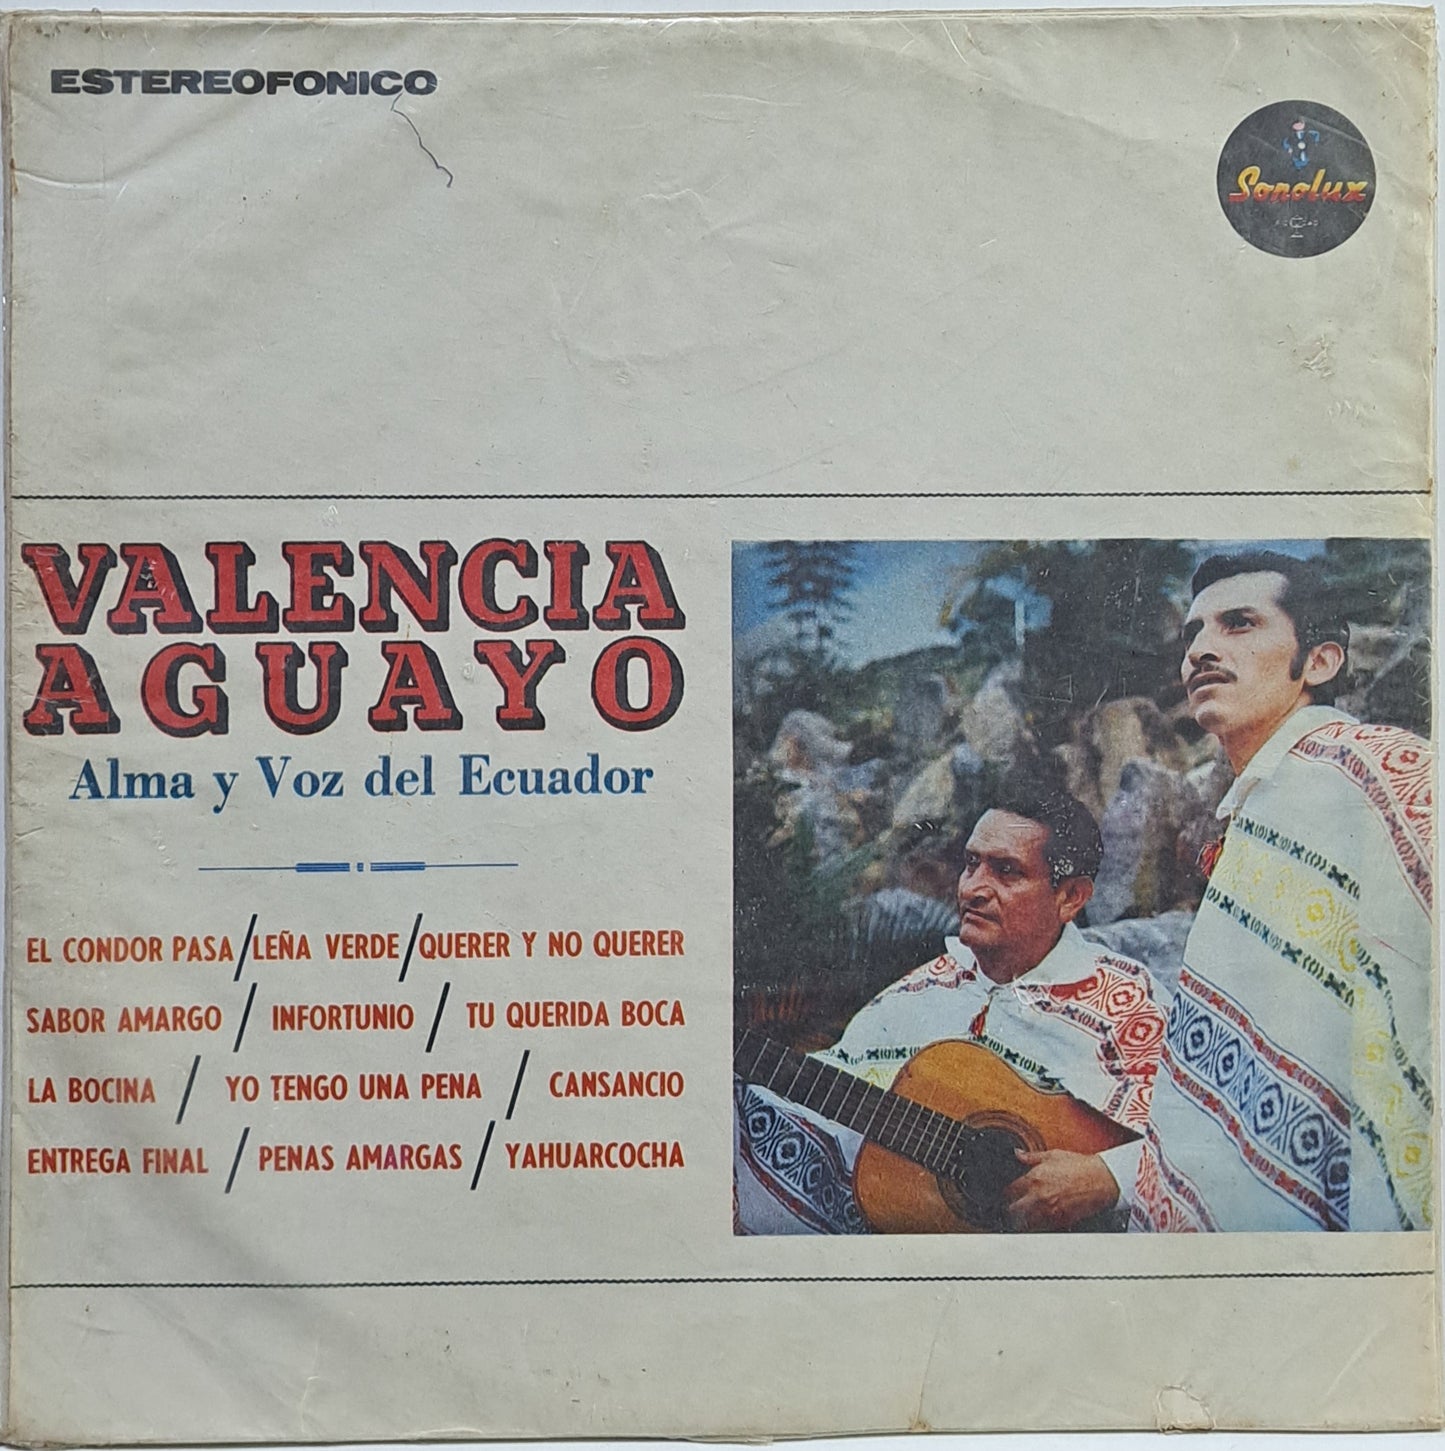 ESTEREOFONICO
Sonolux
VALENCIA
AGUAYO
Alma y Voz del Ecuador
EL CONDOR PASA/LEÑA VERDE/QUERER Y NO QUERER
SABOR AMARGO / INFORTUNIO / TU QUERIDA BOCA
LA BOCINA / YO TENGO UNA PENA / CANSANCIO
ENTREGA FINAL / PENAS AMARGAS / YAHUARCOCHA